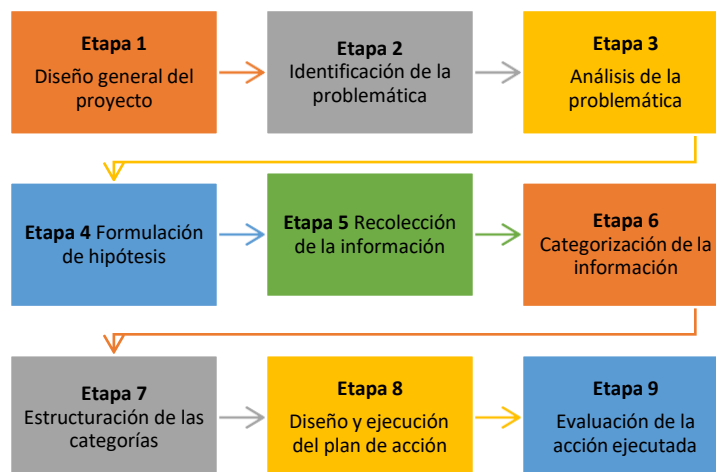 Etapa 1
Diseño general del
proyecto
Etapa 2
Identificación de la
problemática
Etapa 3
Análisis de la
problemática
Etapa 4 Formulación
de hipótesis
Etapa 5 Recolección
de la información
Etapa 6
Categorización de la
información
Etapa 7
Estructuración de las
categorías
Etapa 8
Diseño y ejecución
del plan de acción
Etapa 9
Evaluación de la
acción ejecutada